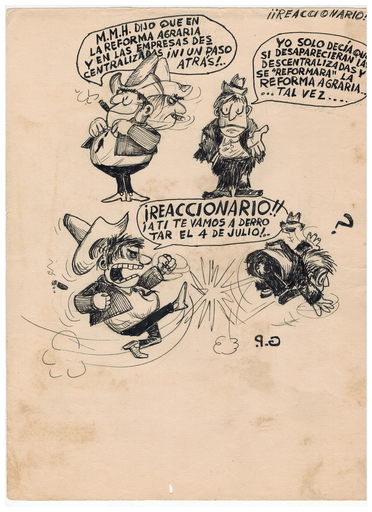 ¡¡REACCIONARIO!
M.M.H. DIJO QUE EN
LA REFORMA AGRARIA
Y EN LAS EMPRESAS DES
CENTRALIZADAS ¡NI UN PASO
ATRÁS!..
YO SOLO DECÍA QUE
SI DESAPARECIERAN LAS
DESCENTRALIZADAS Y
SE "REFORMARA" LA
REFORMA AGRARIA..
... TAL VEZ ....
¡REACCIONARIO!!
¡A TI TE VAMOS A DERRO
TAR EL 4 DE JULIO!..
?
G.P.